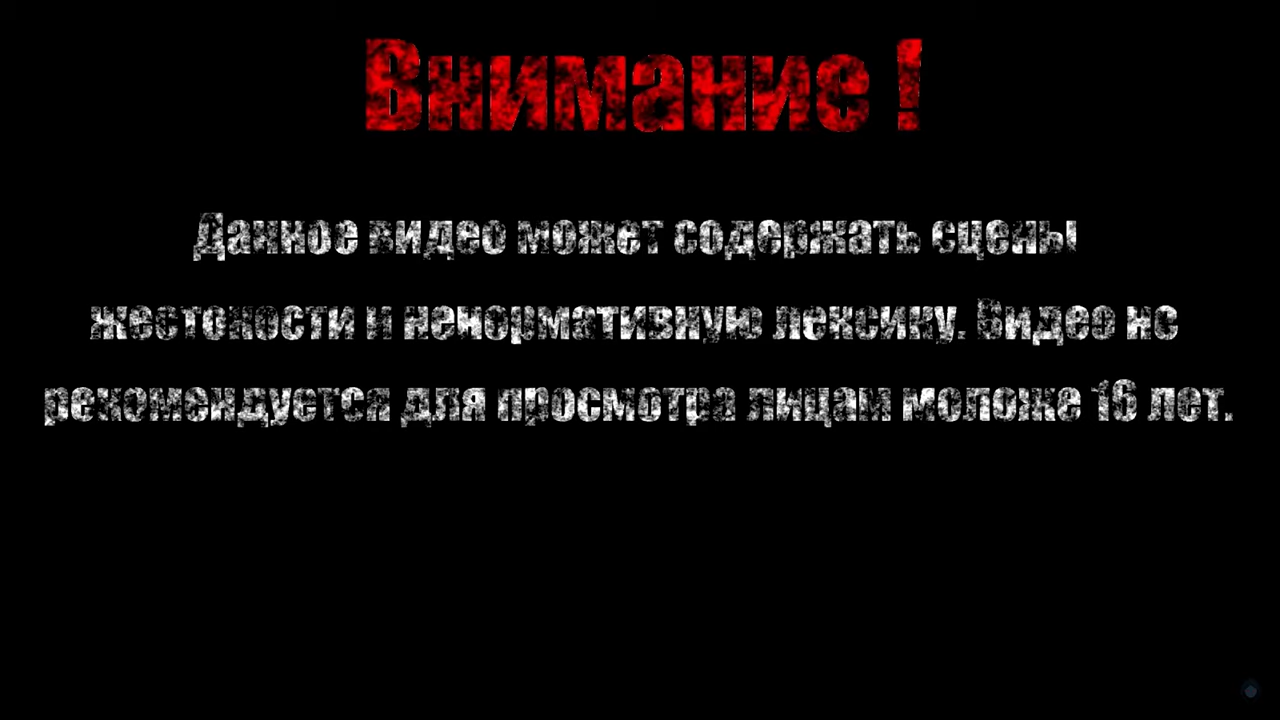 Внимание !
Данное видео может содержать сцены
жестокости и ненормативную лексику. Видео не
рекомендуется для просмотра лицам моложе 16 лет.